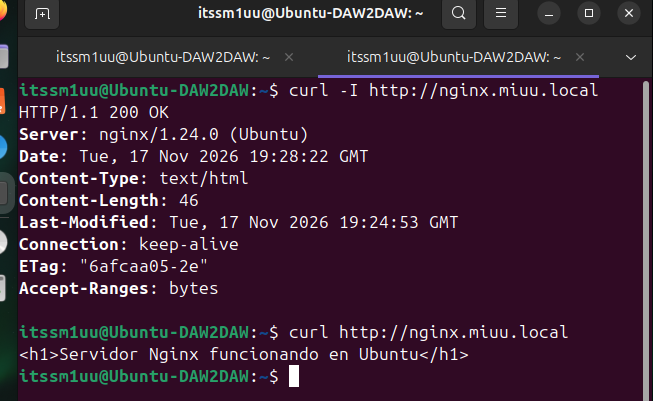 itssm1uu@Ubuntu-DAW2DAW: ~
itssm1uu@Ubuntu-DAW2DAW: ~
itssm1uu@Ubuntu-DAW2DAW: ~
itssm1uu@Ubuntu-DAW2DAW:~$ curl -I http://nginx.miuu.local
HTTP/1.1 200 OK
Server: nginx/1.24.0 (Ubuntu)
Date: Tue, 17 Nov 2026 19:28:22 GMT
Content-Type: text/html
Content-Length: 46
Last-Modified: Tue, 17 Nov 2026 19:24:53 GMT
Connection: keep-alive
ETag: "6afcaa05-2e"
Accept-Ranges: bytes
itssm1uu@Ubuntu-DAW2DAW:~$ curl http://nginx.miuu.local
<h1>Servidor Nginx funcionando en Ubuntu</h1>
itssm1uu@Ubuntu-DAW2DAW:~$